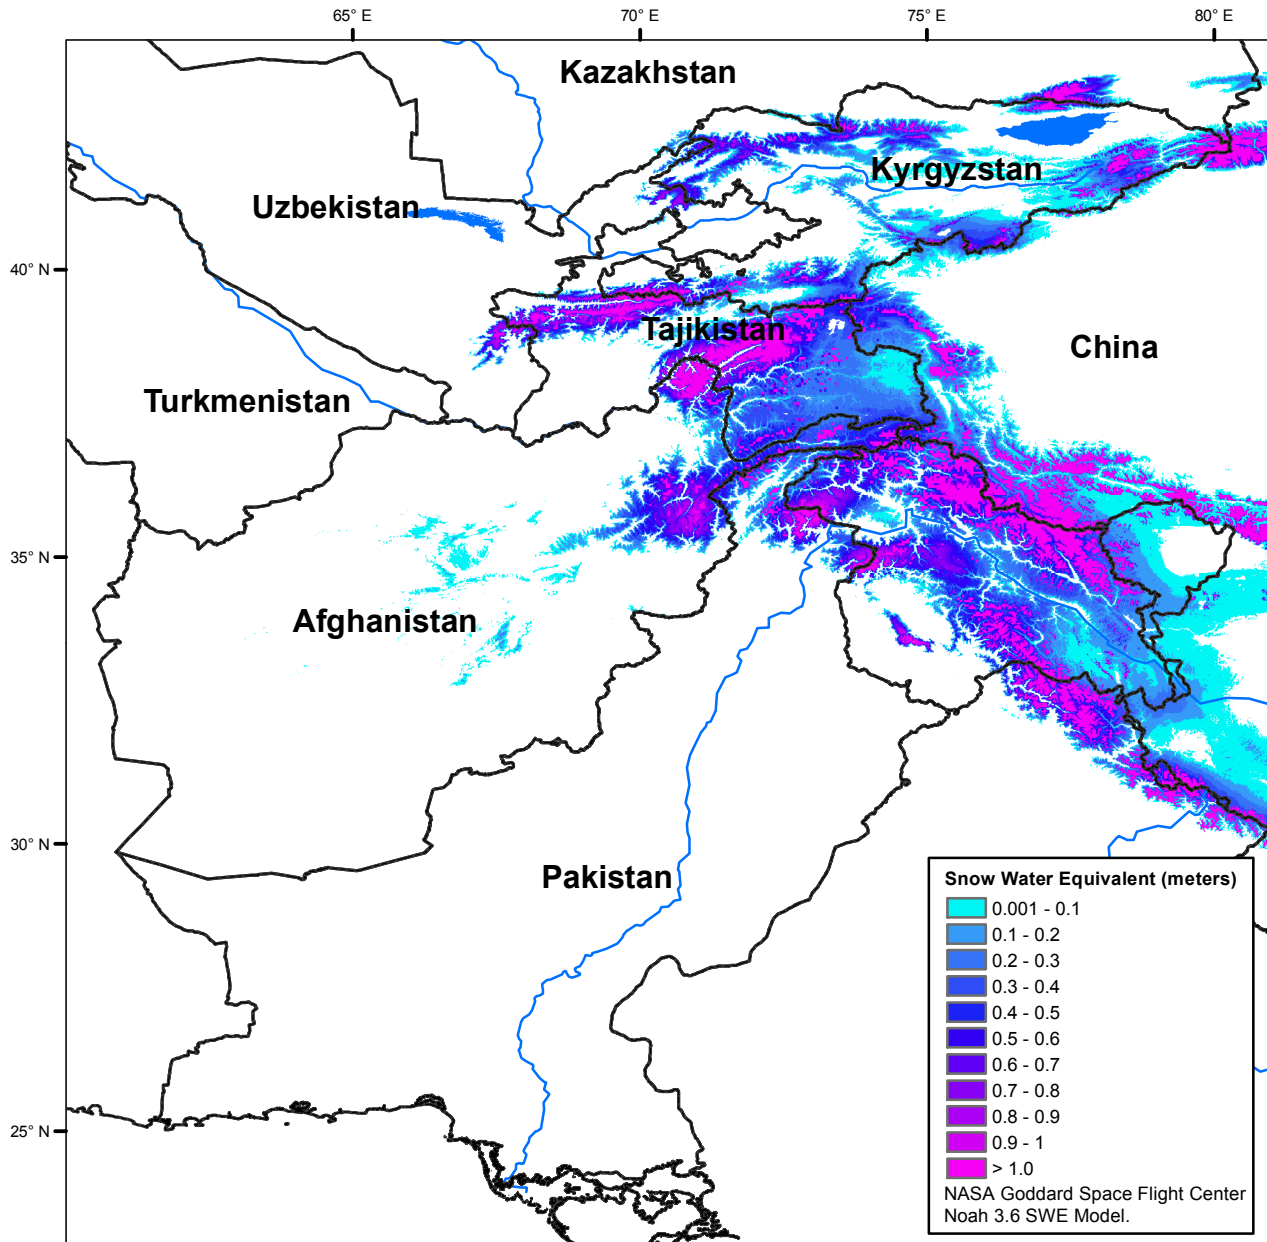 65° E
70° E
75° E
80° E
Kazakhstan
Kyrgyzstan
Uzbekistan
40° N
Tajikistan
China
Turkmenistan
35° N
Afghanistan
30° N
Pakistan
25° N
Snow Water Equivalent (meters)
0.001 - 0.1
0.1 - 0.2
0.2 - 0.3
0.3 - 0.4
0.4 - 0.5
0.5 - 0.6
0.6 - 0.7
0.7 - 0.8
0.8 - 0.9
0.9 - 1
> 1.0
NASA Goddard Space Flight Center
Noah 3.6 SWE Model.